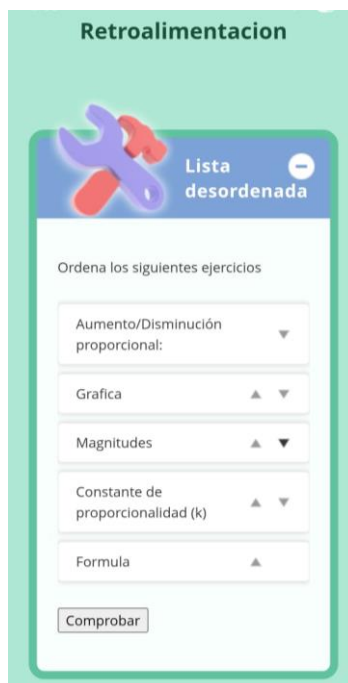 Retroalimentacion
Lista
desordenada
Ordena los siguientes ejercicios
Aumento/Disminución
proporcional:
Grafica
Magnitudes
Constante de
proporcionalidad (k)
Formula
Comprobar